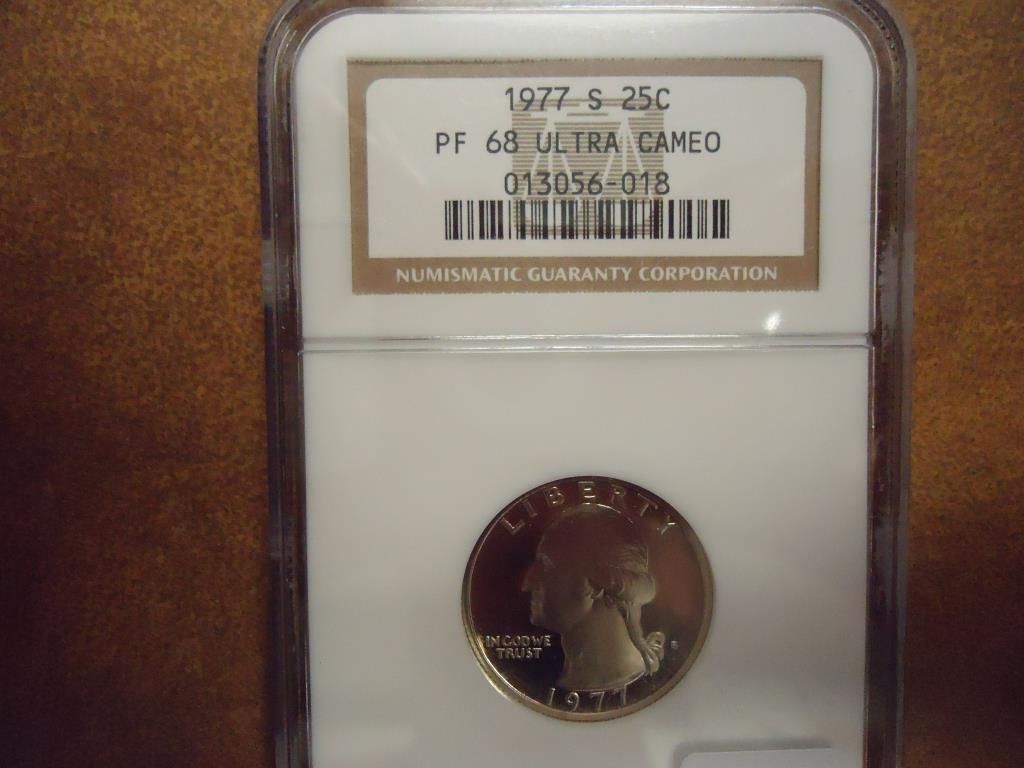 1977 S 25C
PF 68 ULTRA CAMEO
013056-018
NUMISMATIC GUARANTY CORPORATION
LIBERTY
IN GOD WE
TRUST
1977